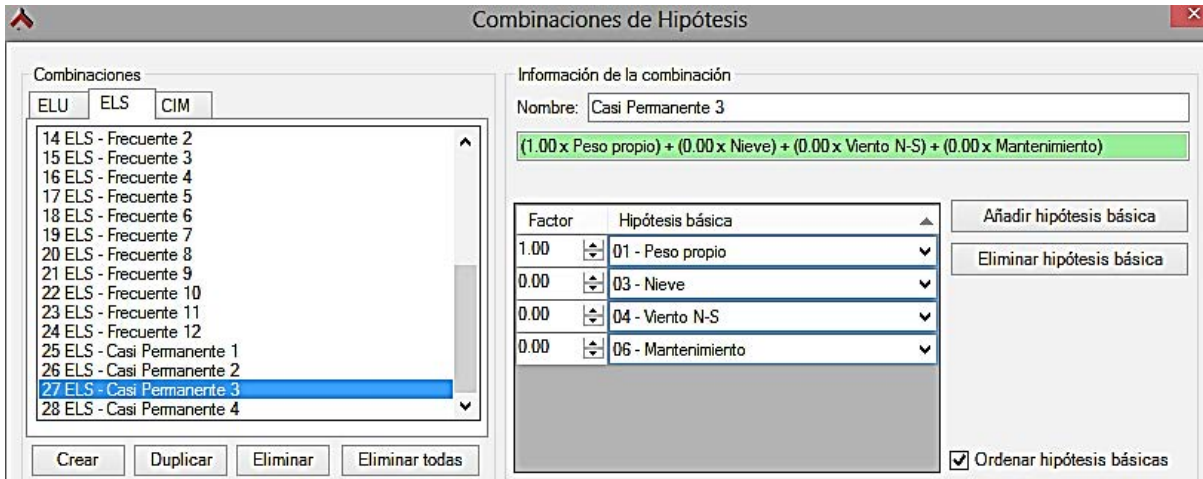 Combinaciones de Hipótesis
Combinaciones
ELU ELS CIM
14 ELS - Frecuente 2
15 ELS - Frecuente 3
16 ELS - Frecuente 4
17 ELS - Frecuente 5
18 ELS - Frecuente 6
19 ELS - Frecuente 7
20 ELS - Frecuente 8
21 ELS - Frecuente 9
22 ELS - Frecuente 10
23 ELS - Frecuente 11
24 ELS - Frecuente 12
25 ELS - Casi Permanente 1
26 ELS - Casi Permanente 2
27 ELS - Casi Permanente 3
28 ELS - Casi Permanente 4
Crear Duplicar Eliminar Eliminar todas
Información de la combinación
Nombre: Casi Permanente 3
(1.00 x Peso propio) + (0.00 x Nieve) + (0.00 x Viento N-S) + (0.00 x Mantenimiento)
Factor Hipótesis básica
1.00 01 - Peso propio
0.00 03 - Nieve
0.00 04 - Viento N-S
0.00 06 - Mantenimiento
Añadir hipótesis básica
Eliminar hipótesis básica
Ordenar hipótesis básicas